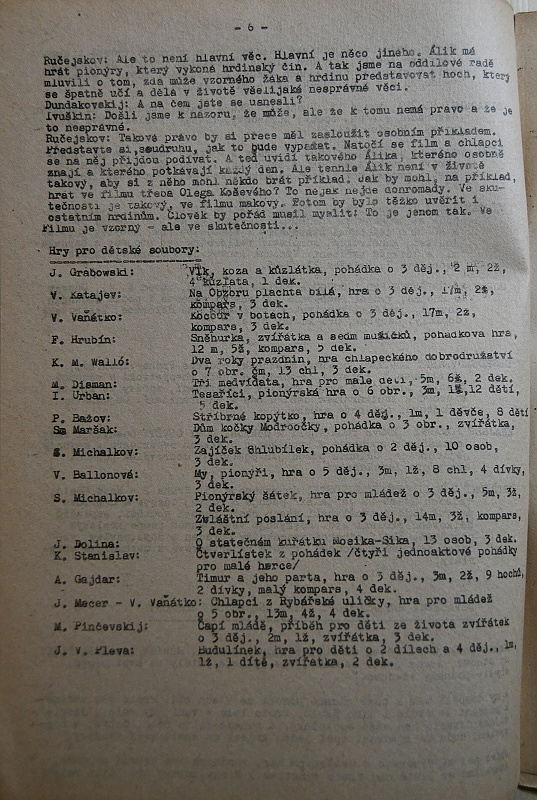 - 6 -
Ručejskov: Ale to není hlavní věc. Hlavní je něco jiného. Álik má
hrát pionýry, který vykoná hrdinský čin. A tak jsme na oddílové radě
mluvili o tom, zda může vzorného žáka a hrdinu představovat hoch, který
se špatně učí a dělá v životě všelijaké nesprávné věci.
Dundakovskij: A na čem jste se usnesli?
Ivuškin: Došli jsme k názoru, že může, ale že k tomu nemá právo a že je
to nesprávné.
Ručejskov: Takové právo by si přece měl zasloužit osobním příkladem.
Představte si,soudruhu, jak to bude vypadat. Natočí se film a chlapci
se na něj přijdou podívat. A teď uvidí takového Álika, kterého osobně
znají a kterého potkávají každý den. Ale tenhle Álik není v životě
takový, aby si z něho mohl někdo brát příklad. Jak by mohl, na příklad,
hrát ve filmu třeba Olega Koševého? To nejak nejde dohromady. Ve sku-
tečnosti je takový, ve filmu makový. Potom by bylo těžko uvěřit i
ostatním hrdinům. Člověk by pořád musil myslit: To je jenom tak. Ve
filmu je vzorný - ale ve skutečnosti...
Hry pro dětské soubory:
J. Grabowski: Vlk, koza a kůzlátka, pohádka o 3 děj., 2 m, 2ž,
4 kůzlata, 1 dek.
V. Katajev: Na Obzoru plachta bílá, hra o 3 děj., 17m, 2ž,
kompars, 3 dek.
V. Vaňátko: Kocour v botách, pohádka o 3 děj., 17m, 2ž,
kompars, 3 dek.
F. Hrubín: Sněhurka, zvířátka a sedm mužíčků, pohádková hra,
12 m, 5ž, kompars, 5 dek.
K. M. Walló: Dva roky prázdnin, hra chlapeckého dobrodružství
o 7 obr. čm, 13 chl, 3 dek.
M. Disman: Tři medvíďata, hra pro malé děti, 5m, 6ž, 2 dek.
I. Urban: Tesaříci, pionýrská hra o 6 obr., 3m, 1ž,12 dětí,
5 dek.
P. Bažov: Stříbrné kopýtko, hra o 4 děj., 1m, 1 děvče, 8 dětí
S. Maršak: Dům kočky Modroočky, pohádka o 3 obr., zvířátka,
3 dek.
S. Michalkov: Zajíček Chlubílek, pohádka o 2 děj., 10 osob,
3 dek.
V. Ballonová: My, pionýři, hra o 5 děj., 3m, 1ž, 8 chl, 4 dívky,
3 dek.
S. Michalkov: Pionýrský šátek, hra pro mládež o 3 děj., 5m, 3ž,
2 dek.
Zvláštní poslání, hra o 3 děj., 14m, 3ž, kompars,
3 dek.
J. Dolina: O statečném kuřátku Kosika-Sika, 13 osob, 3 dek.
K. Stanislav: Čtverlístek z pohádek /čtyři jednoaktové pohádky
pro malé herce/
A. Gajdar: Timur a jeho parta, hra o 3 děj., 3m, 2ž, 9 hochů,
2 dívky, malý kompars, 4 dek.
J. Mecer - V. Vaňátko: Chlapci z Rybářské uličky, hra pro mládež
o 5 obr., 13m, 4ž, 4 dek.
M. Pinčevskij: Čapí mládě, příběh pro děti ze života zvířátek
o 3 děj., 2m, 1ž, zvířátka, 3 dek.
J. V. Pleva: Budulínek, hra pro děti o 2 dílech a 4 děj., 1m,
1ž, 1 dítě, zvířátka, 2 dek.